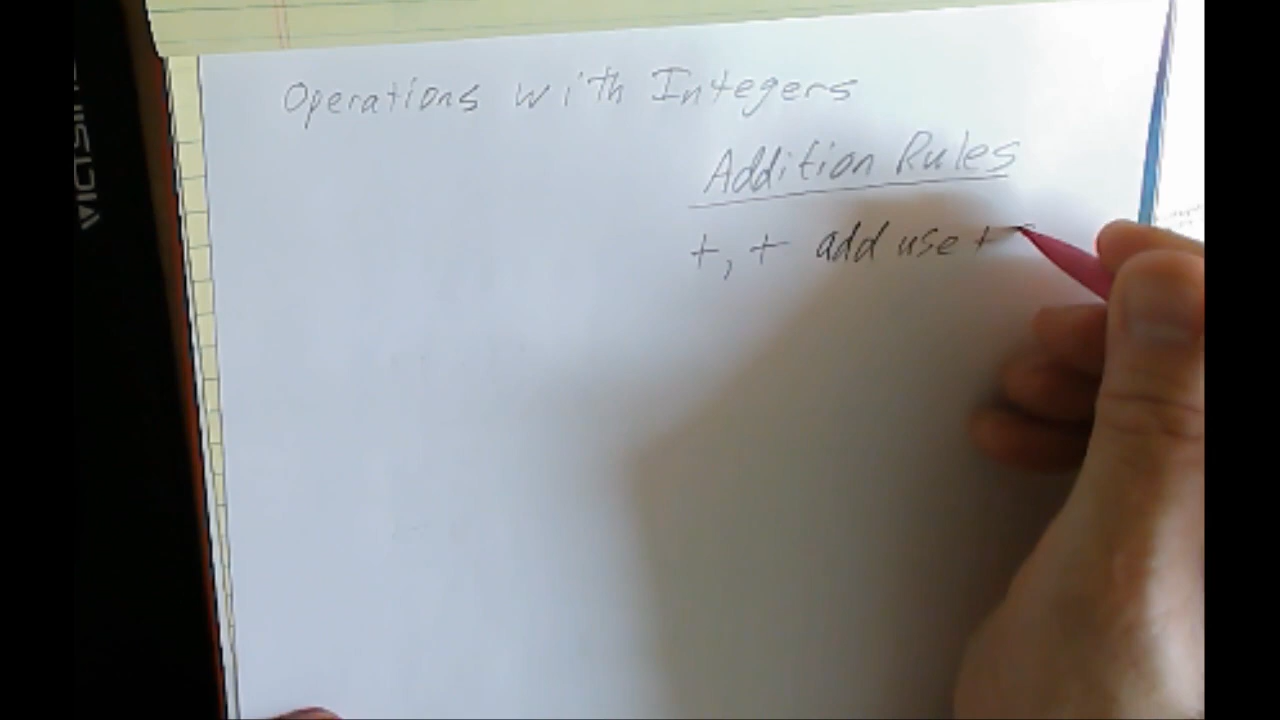 Operations with Integers
Addition Rules
+, + add use +